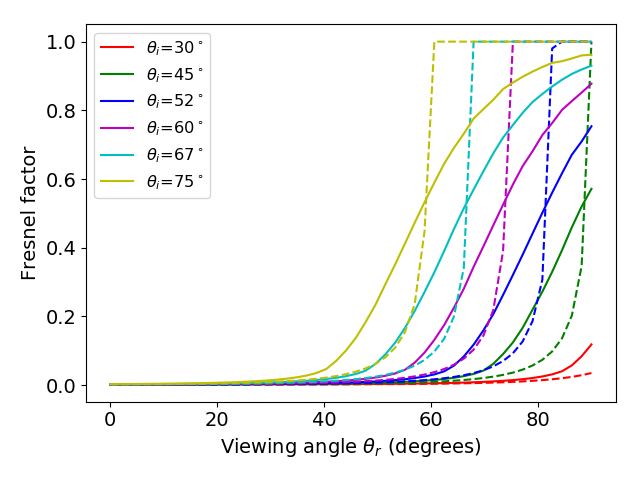 1.0
0.8
0.6
0.4
0.2
0.0
Fresnel factor
θi=30°
θi=45°
θi=52°
θi=60°
θi=67°
θi=75°
0 20 40 60 80
Viewing angle θr (degrees)